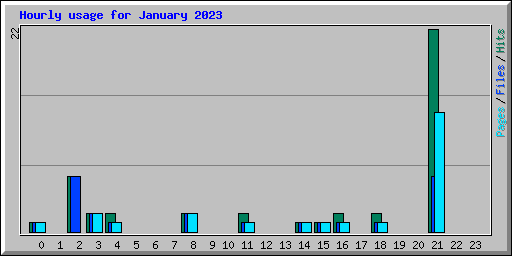 Hourly usage for January 2023
22
Pages/Files/Hits
0 1 2 3 4 5 6 7 8 9 10 11 12 13 14 15 16 17 18 19 20 21 22 23